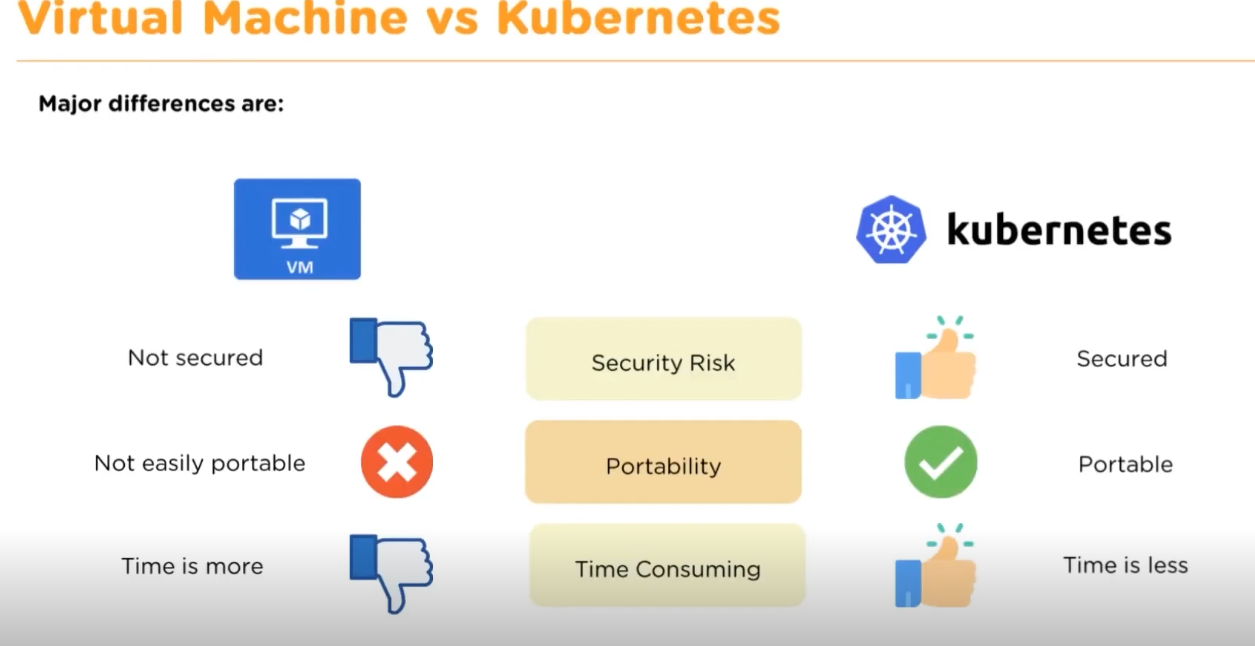 Virtual Machine vs Kubernetes
Major differences are:
VM
kubernetes
Not secured
Security Risk
Secured
Not easily portable
Portability
Portable
Time is more
Time Consuming
Time is less